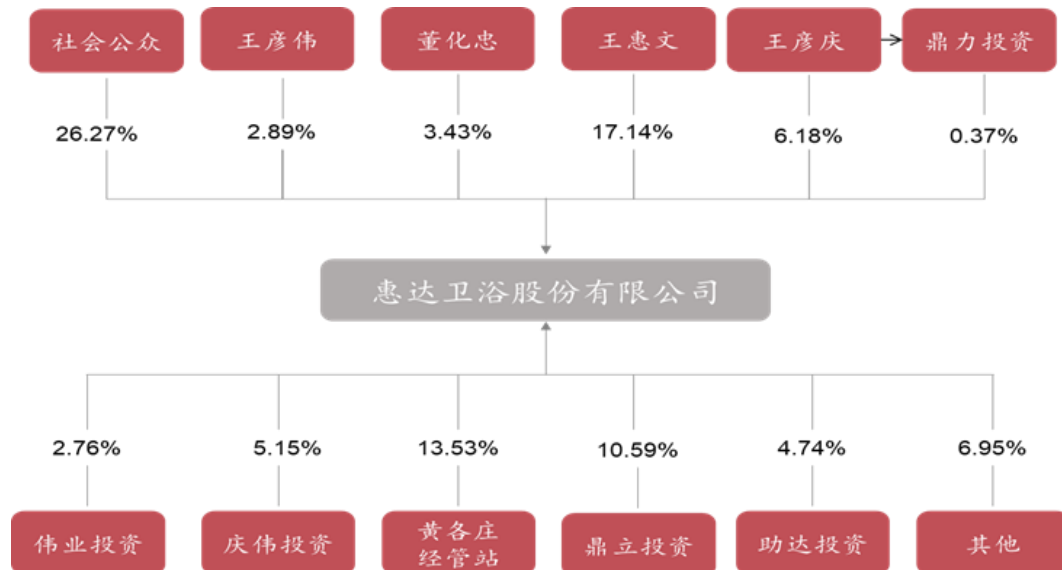 社会公众
王彦伟
董化忠
王惠文
王彦庆
鼎力投资
26.27%
2.89%
3.43%
17.14%
6.18%
0.37%
惠达卫浴股份有限公司
2.76%
5.15%
13.53%
10.59%
4.74%
6.95%
伟业投资
庆伟投资
黄各庄
经管站
鼎立投资
助达投资
其他